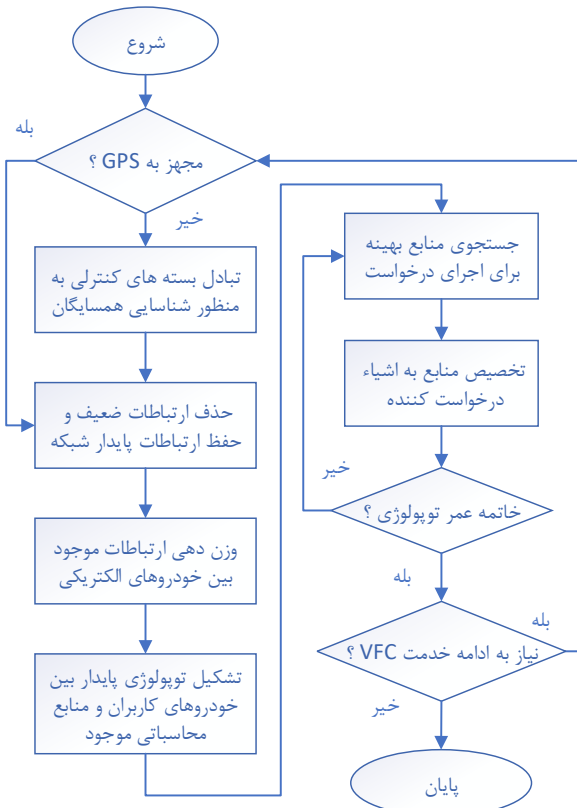 شروع
مجهز به GPS ؟
بله
خیر
تبادل بسته های کنترلی به
منظور شناسایی همسایگان
حذف ارتباطات ضعیف و
حفظ ارتباطات پایدار شبکه
وزن دهی ارتباطات موجود
بین خودروهای الکتریکی
تشکیل توپولوژی پایدار بین
خودروهای کاربران و منابع
محاسباتی موجود
جستجوی منابع بهینه
برای اجرای درخواست
تخصیص منابع به اشیاء
درخواست کننده
خیر
خاتمه عمر توپولوژی ؟
بله
نیاز به ادامه خدمت VFC ؟
بله
خیر
پایان